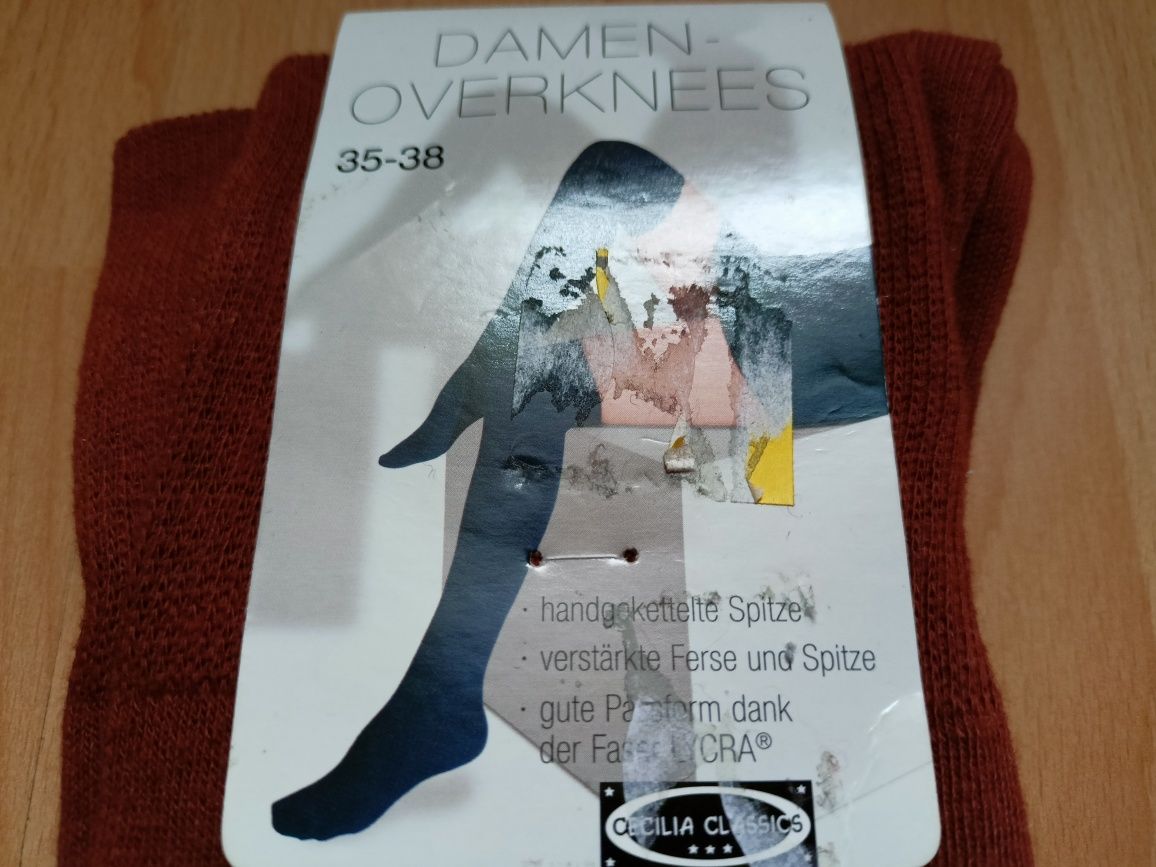 DAMEN-
OVERKNEES
35-38
· handgekettelte Spitze
· verstärkte Ferse und Spitze
· gute Passform dank
der Faser LYCRA®
CECILIA CLASSICS